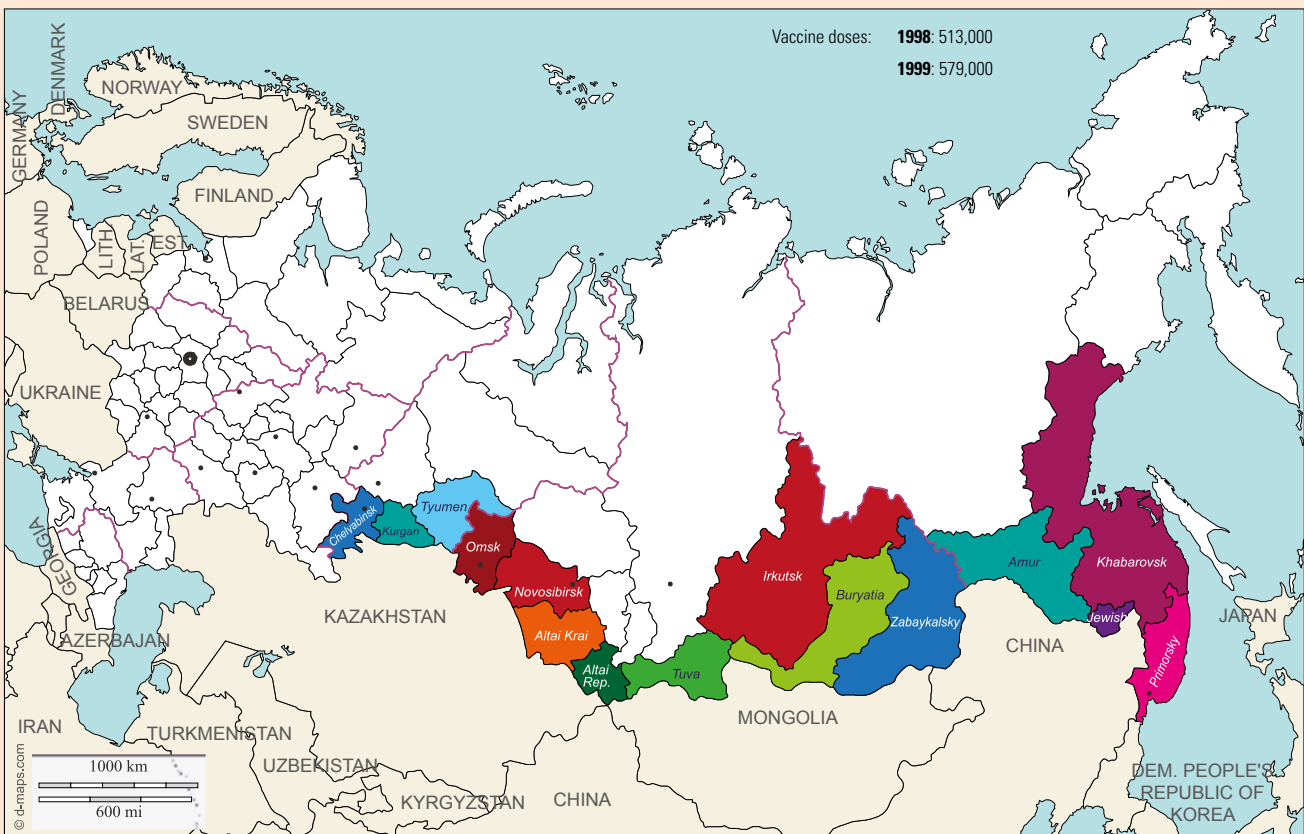 Vaccine doses: 1998: 513,000
1999: 579,000
DENMARK
NORWAY
GERMANY
SWEDEN
FINLAND
POLAND
LITH.
LAT.
EST.
BELARUS
UKRAINE
Tyumen
Chelyabinsk
Kurgan
Omsk
Novosibirsk
Altai Krai
Altai
Rep.
Tuva
Irkutsk
Buryatia
Zabaykalsky
Amur
Khabarovsk
Jewish
Primorsky
GEORGIA
AZERBAJAN
KAZAKHSTAN
MONGOLIA
CHINA
JAPAN
IRAN
TURKMENISTAN
UZBEKISTAN
KYRGYZSTAN
CHINA
DEM. PEOPLE'S
REPUBLIC OF
KOREA
1000 km
600 mi
© d-maps.com